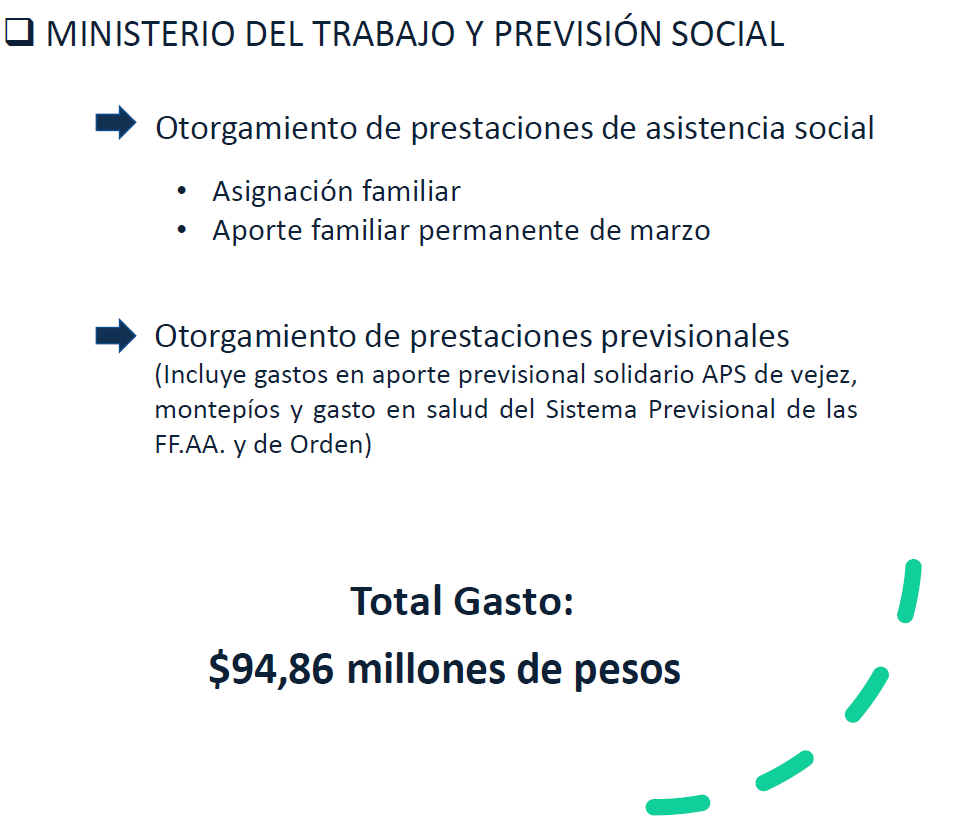 ❑ MINISTERIO DEL TRABAJO Y PREVISIÓN SOCIAL
Otorgamiento de prestaciones de asistencia social
• Asignación familiar
• Aporte familiar permanente de marzo
Otorgamiento de prestaciones previsionales
(Incluye gastos en aporte previsional solidario APS de vejez,
montepíos y gasto en salud del Sistema Previsional de las
FF.AA. y de Orden)
Total Gasto:
$94,86 millones de pesos